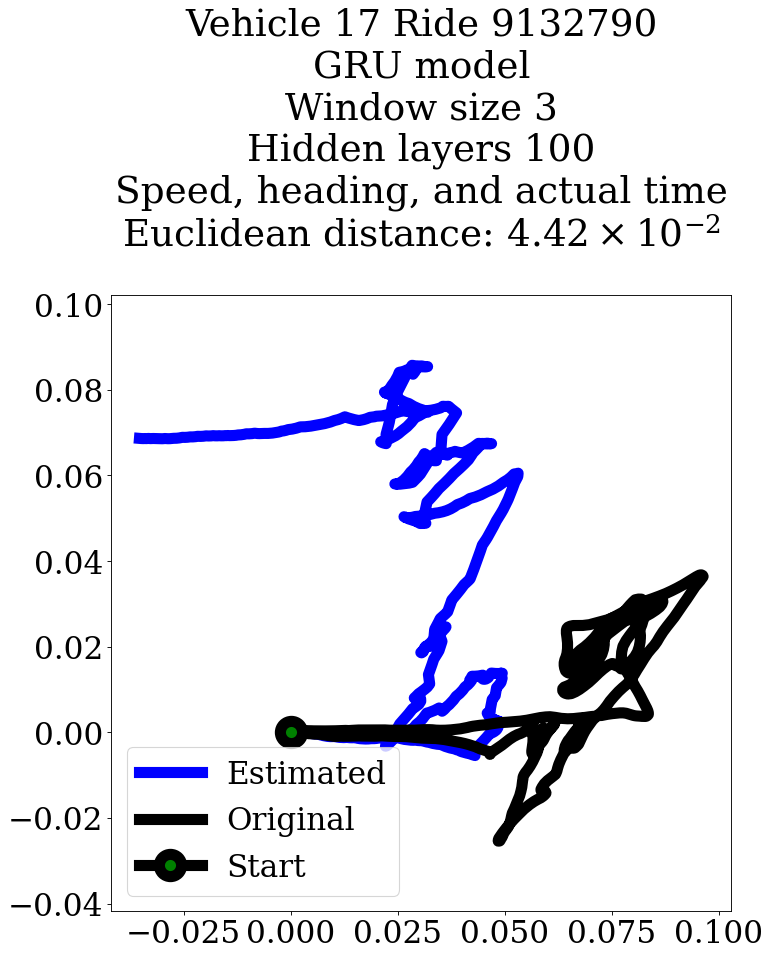 Vehicle 17 Ride 9132790
GRU model
Window size 3
Hidden layers 100
Speed, heading, and actual time
Euclidean distance: 4.42 × 10⁻²
0.10
0.08
0.06
0.04
0.02
0.00
−0.02
−0.04
Estimated
Original
Start
−0.025 0.000 0.025 0.050 0.075 0.100